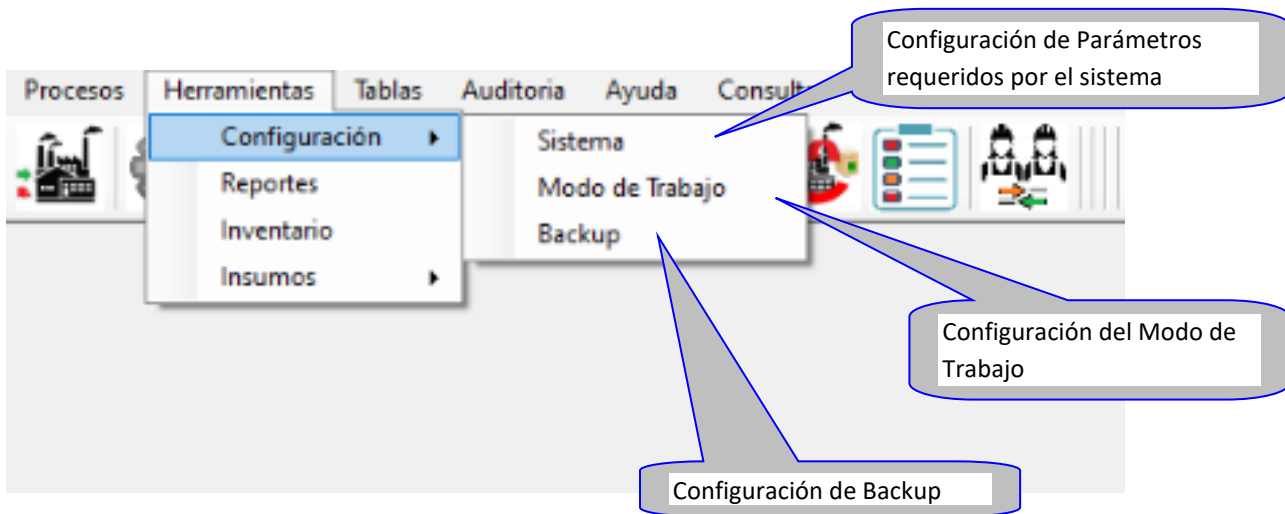 Configuración de Parámetros
requeridos por el sistema
Procesos Herramientas Tablas Auditoria Ayuda
Configuración Sistema
Reportes Modo de Trabajo
Inventario Backup
Insumos
Configuración del Modo de
Trabajo
Configuración de Backup